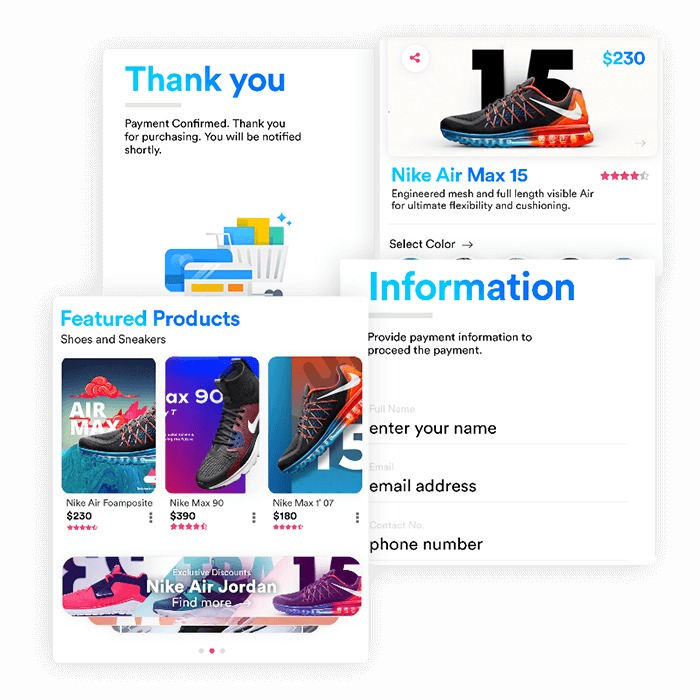 Thank you
Payment Confirmed. Thank you
for purchasing. You will be notified
shortly.
15
$230
Nike Air Max 15
Engineered mesh and full length visible Air
for ultimate flexibility and cushioning.
Select Color →
Information
Provide payment information to
proceed the payment.
Full Name
enter your name
Email
email address
Contact No.
phone number
Featured Products
Shoes and Sneakers
AIR
MAX
ax 90
y T
15
Nike Air Foamposite
$230
Nike Max 90
$390
Nike Max 1' 07
$180
Exclusive Discounts
Nike Air Jordan
Find more →
15